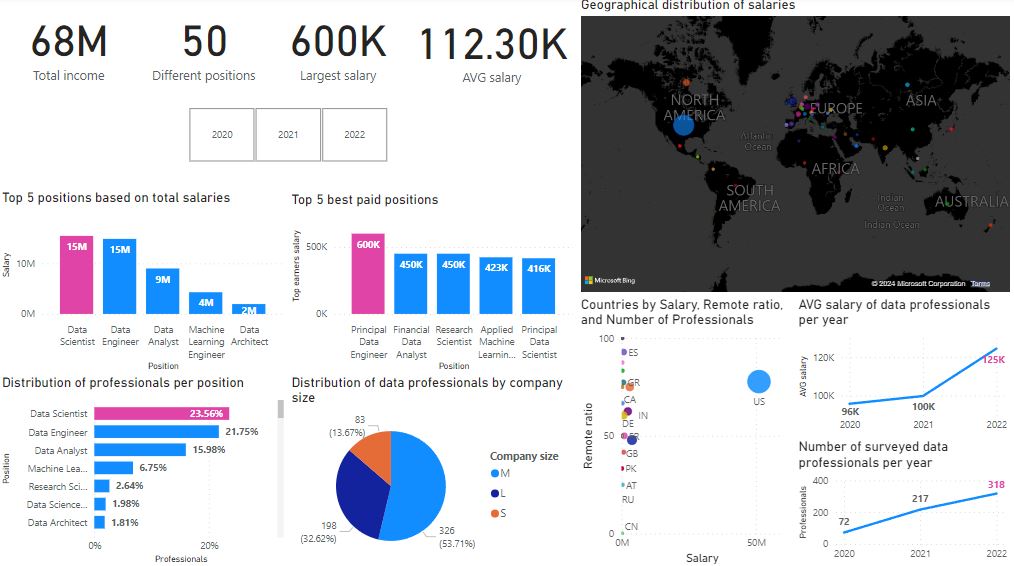 68M
Total income
50
Different positions
600K
Largest salary
112.30K
AVG salary
2020
2021
2022
Top 5 positions based on total salaries
Salary
10M
0M
15M
15M
9M
4M
2M
Data Scientist
Data Engineer
Data Analyst
Machine Learning Engineer
Data Architect
Position
Top 5 best paid positions
Top earners salary
500K
0K
600K
450K
450K
423K
416K
Principal Data Engineer
Financial Data Analyst
Research Scientist
Applied Machine Learnin...
Principal Data Scientist
Position
Distribution of professionals per position
Position
Data Scientist
23.56%
Data Engineer
21.75%
Data Analyst
15.98%
Machine Lea...
6.75%
Research Sci...
2.64%
Data Science...
1.98%
Data Architect
1.81%
0%
20%
Professionals
Distribution of data professionals by company
size
83
(13.67%)
198
(32.62%)
326
(53.71%)
Company size
M
L
S
Geographical distribution of salaries
NORTH
AMERICA
EUROPE
ASIA
Atlantic
Ocean
AFRICA
SOUTH
AMERICA
Indian
Ocean
AUSTRALIA
Indian Ocean
Microsoft Bing
© 2024 Microsoft Corporation Terms
Countries by Salary, Remote ratio,
and Number of Professionals
Remote ratio
100
50
0
ES
GR
CA
IN
DE
FR
GB
PK
AT
RU
CN
US
0M
50M
Salary
AVG salary of data professionals
per year
AVG salary
120K
100K
96K
100K
125K
2020
2021
2022
Number of surveyed data
professionals per year
Professionals
400
200
0
72
217
318
2020
2021
2022